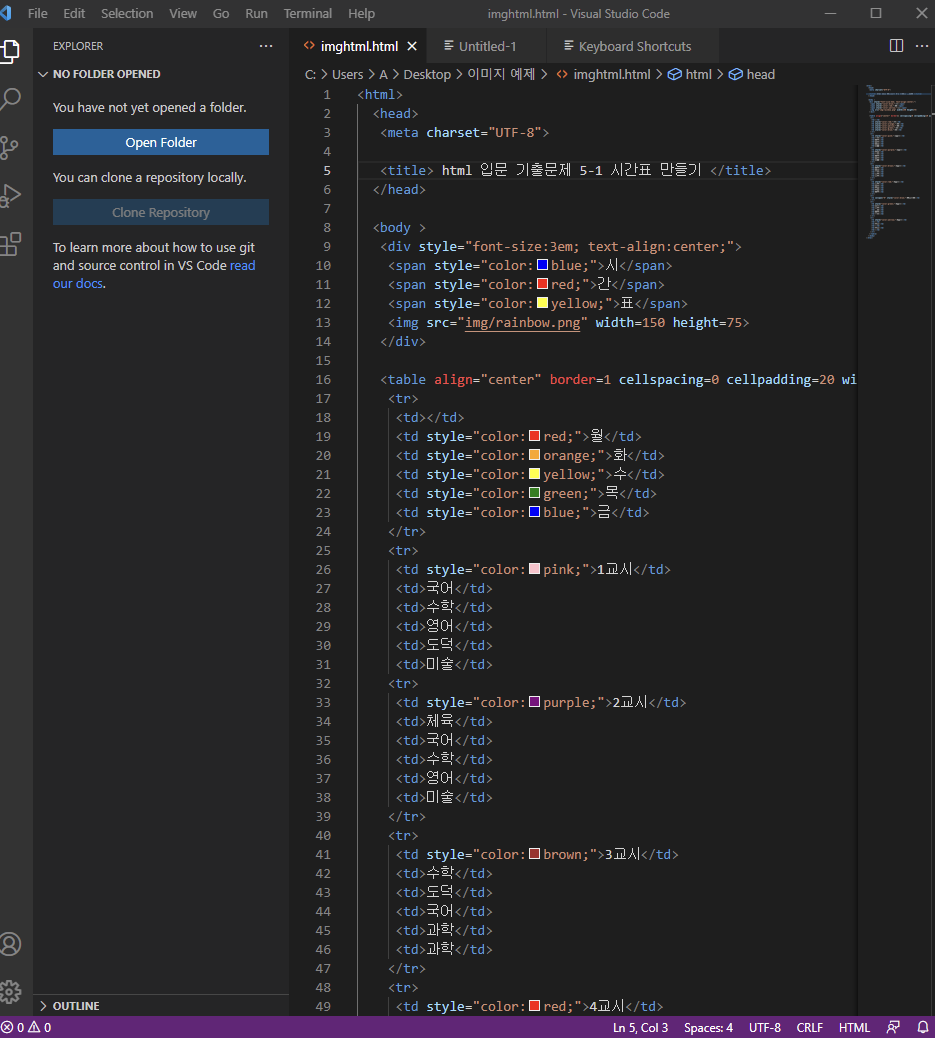 File Edit Selection View Go Run Terminal Help imghtml.html - Visual Studio Code
EXPLORER
NO FOLDER OPENED
You have not yet opened a folder.
Open Folder
You can clone a repository locally.
Clone Repository
To learn more about how to use git
and source control in VS Code read
our docs.
OUTLINE
imghtml.html Untitled-1 Keyboard Shortcuts
C: > Users > A > Desktop > 이미지 예제 > imghtml.html > html > head
1 <html>
2 <head>
3 <meta charset="UTF-8">
4
5 <title> html 입문 기출문제 5-1 시간표 만들기 </title>
6 </head>
7
8 <body >
9 <div style="font-size:3em; text-align:center;">
10 <span style="color:blue;">시</span>
11 <span style="color:red;">간</span>
12 <span style="color:yellow;">표</span>
13 <img src="img/rainbow.png" width=150 height=75>
14 </div>
15
16 <table align="center" border=1 cellspacing=0 cellpadding=20 wi
17 <tr>
18 <td></td>
19 <td style="color:red;">월</td>
20 <td style="color:orange;">화</td>
21 <td style="color:yellow;">수</td>
22 <td style="color:green;">목</td>
23 <td style="color:blue;">금</td>
24 </tr>
25 <tr>
26 <td style="color:pink;">1교시</td>
27 <td>국어</td>
28 <td>수학</td>
29 <td>영어</td>
30 <td>도덕</td>
31 <td>미술</td>
32 <tr>
33 <td style="color:purple;">2교시</td>
34 <td>체육</td>
35 <td>국어</td>
36 <td>수학</td>
37 <td>영어</td>
38 <td>미술</td>
39 </tr>
40 <tr>
41 <td style="color:brown;">3교시</td>
42 <td>수학</td>
43 <td>도덕</td>
44 <td>국어</td>
45 <td>과학</td>
46 <td>과학</td>
47 </tr>
48 <tr>
49 <td style="color:red;">4교시</td>
0 0 Ln 5, Col 3 Spaces: 4 UTF-8 CRLF HTML